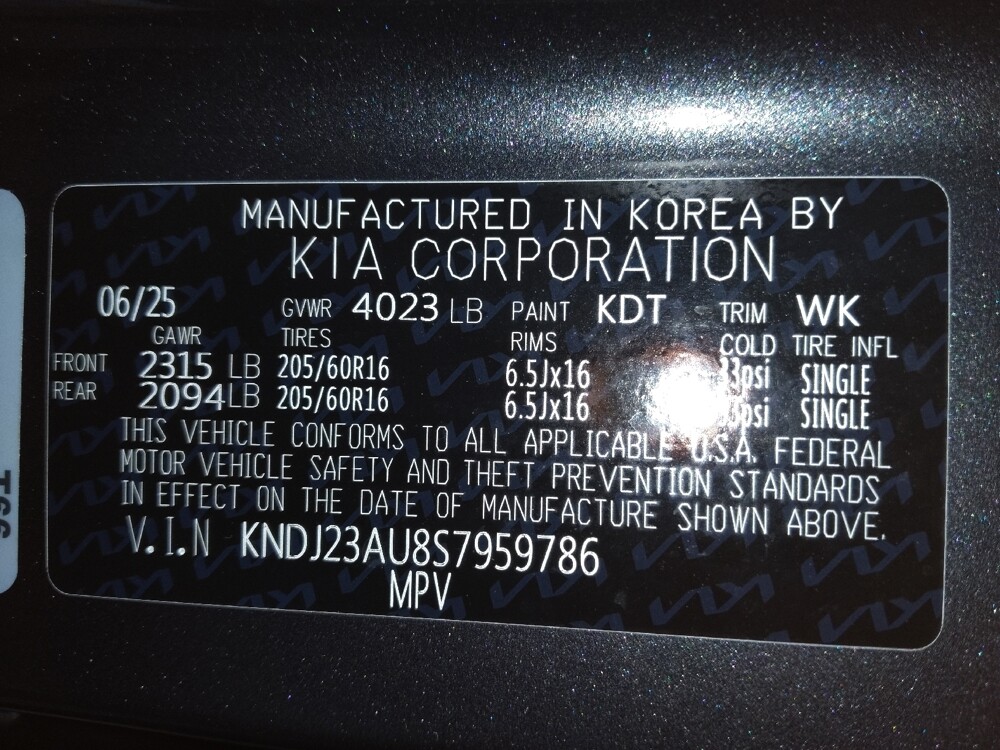 MANUFACTURED IN KOREA BY
KIA CORPORATION
06/25 GVWR 4023 LB PAINT KDT TRIM WK
GAWR TIRES RIMS COLD TIRE INFL
FRONT 2315 LB 205/60R16 6.5Jx16 SINGLE
REAR 2094LB 205/60R16 6.5Jx16 SINGLE
THIS VEHICLE CONFORMS TO ALL APPLICABLE U.S.A. FEDERAL
MOTOR VEHICLE SAFETY AND THEFT PREVENTION STANDARDS
IN EFFECT ON THE DATE OF MANUFACTURE SHOWN ABOVE.
V.I.N KNDJ23AU8S7959786
MPV